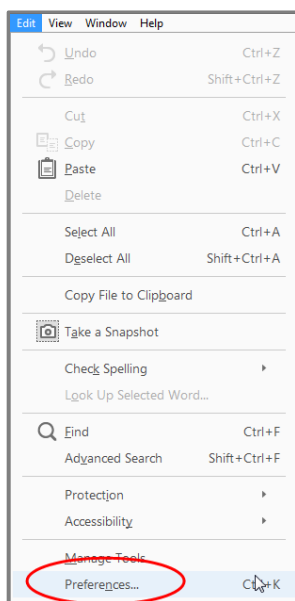 Edit View Window Help
Undo Ctrl+Z
Redo Shift+Ctrl+Z
Cut Ctrl+X
Copy Ctrl+C
Paste Ctrl+V
Delete
Select All Ctrl+A
Deselect All Shift+Ctrl+A
Copy File to Clipboard
Take a Snapshot
Check Spelling
Look Up Selected Word...
Find Ctrl+F
Advanced Search Shift+Ctrl+F
Protection
Accessibility
Manage Tools
Preferences... Ctrl+K